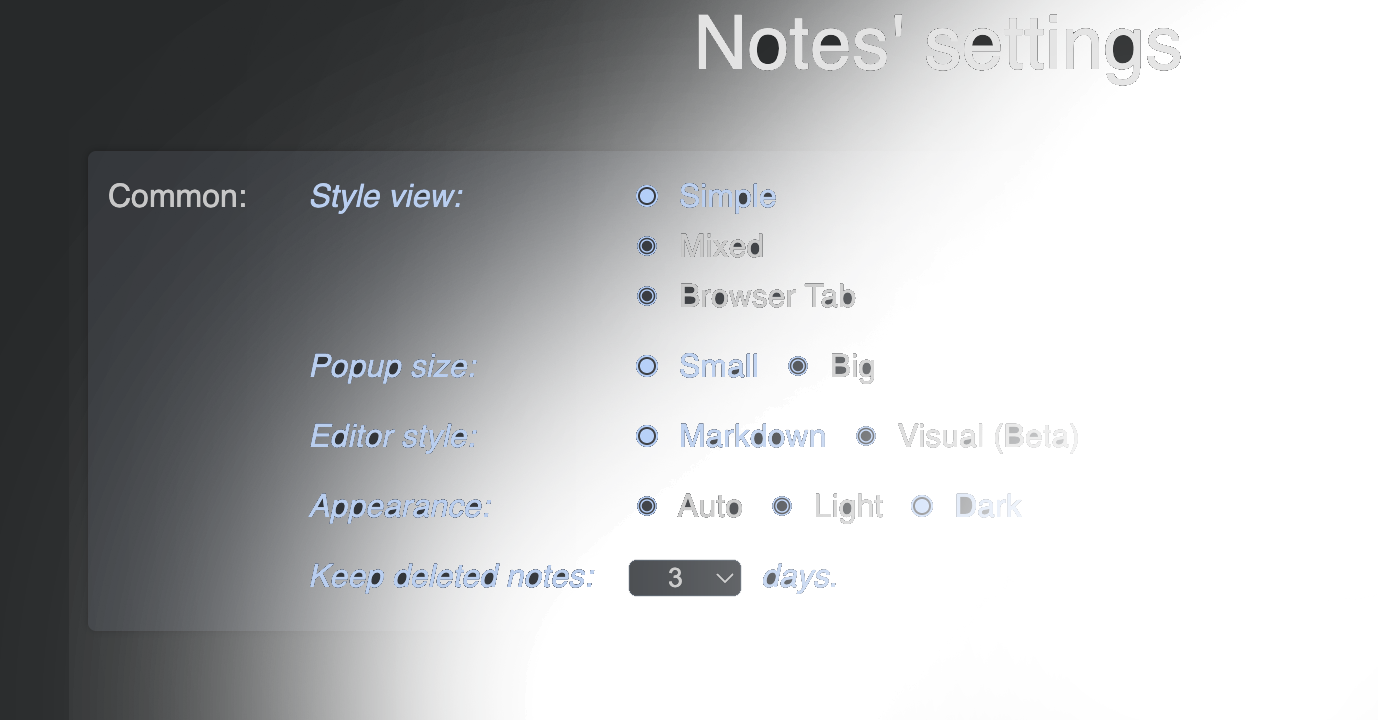 Notes' settings
Common: Style view: Simple
Mixed
Browser Tab
Popup size: Small Big
Editor style: Markdown Visual (Beta)
Appearance: Auto Light Dark
Keep deleted notes: 3 days.